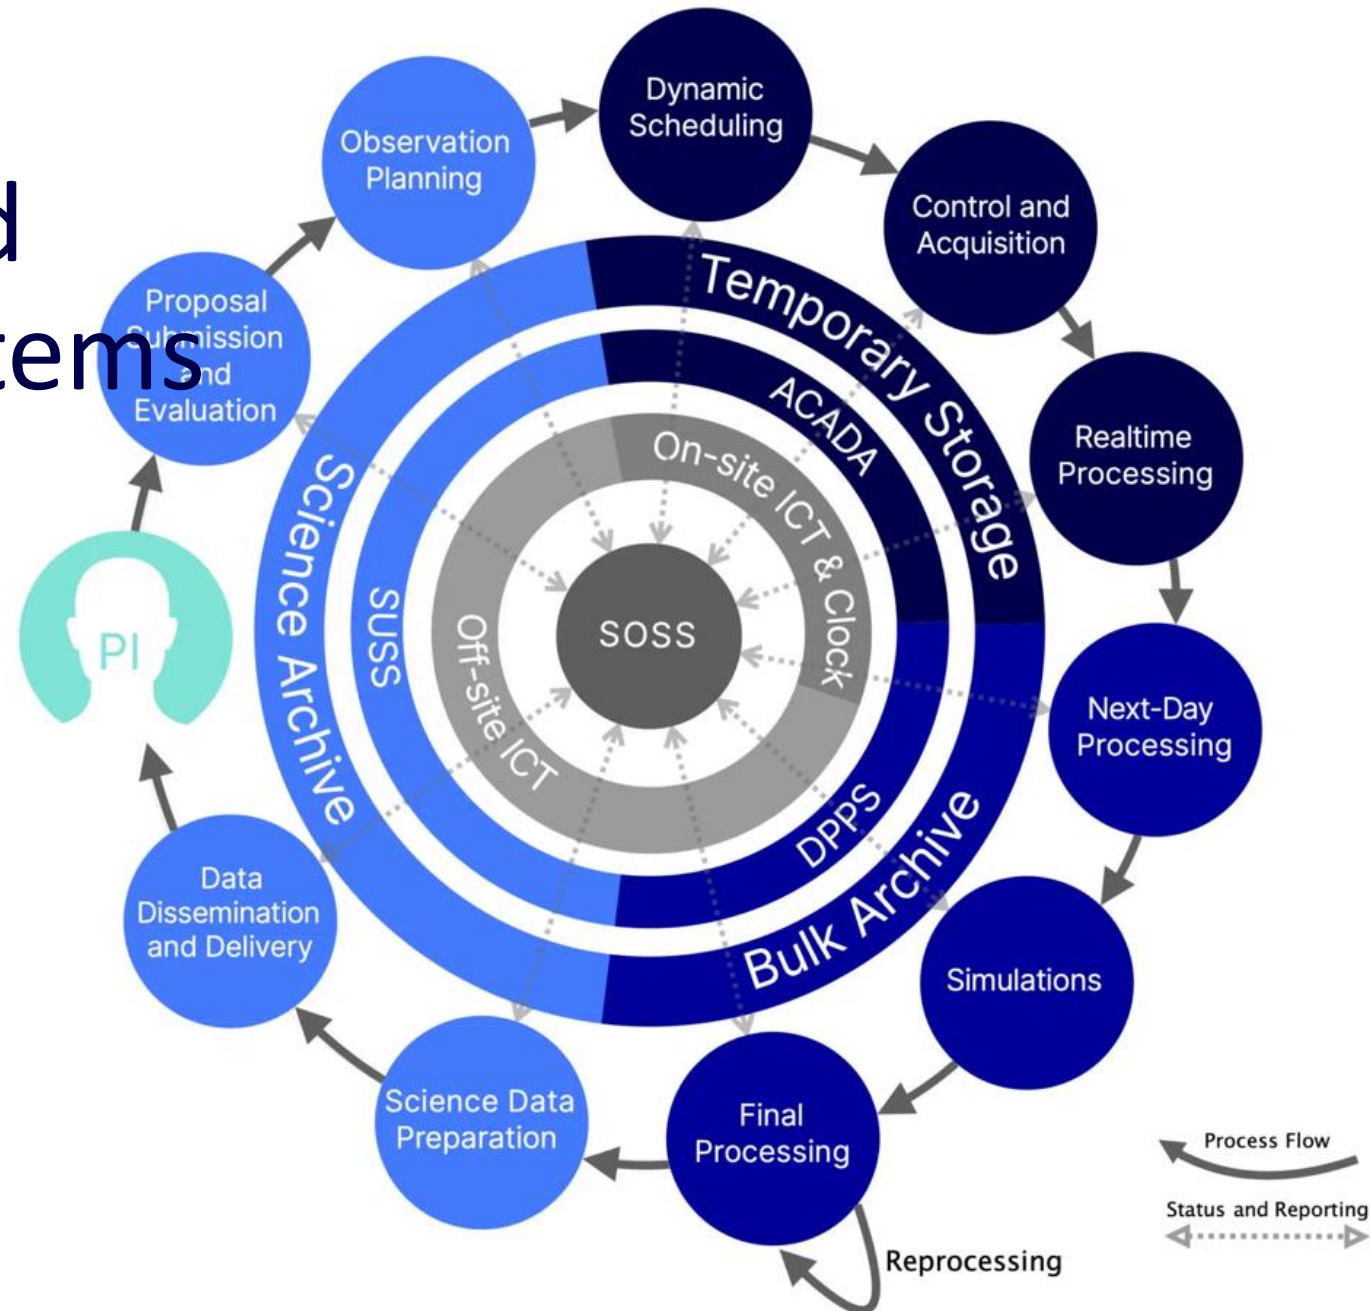 d
tems
Dynamic
Scheduling
Observation
Planning
Control and
Acquisition
Proposal
Submission
and
Evaluation
Realtime
Processing
Temporary Storage
ACADA
On-site ICT & Clock
Science Archive
SUSS
Off-site ICT
SOSS
PI
Next-Day
Processing
DPPS
Bulk Archive
Data
Dissemination
and Delivery
Simulations
Science Data
Preparation
Final
Processing
Reprocessing
Process Flow
Status and Reporting